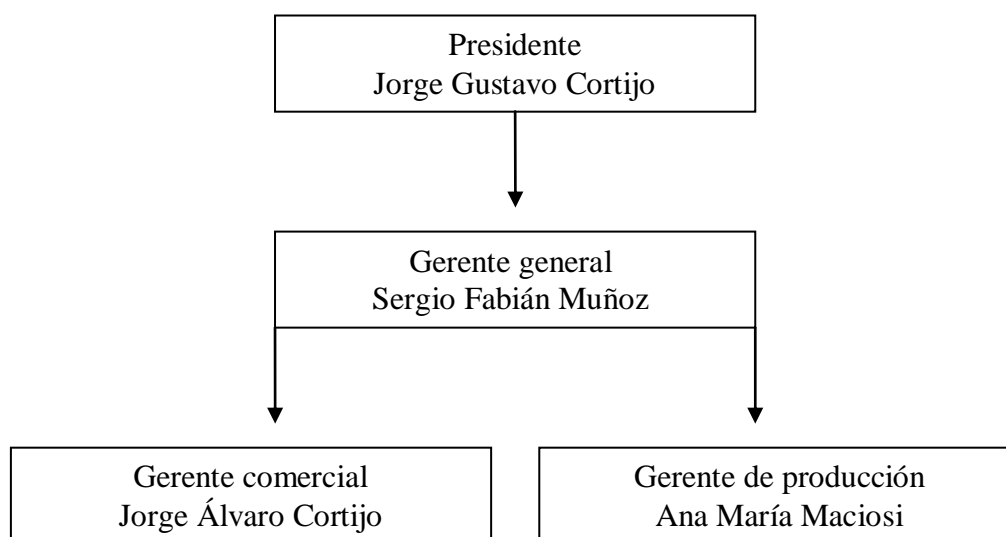 Presidente
Jorge Gustavo Cortijo
Gerente general
Sergio Fabián Muñoz
Gerente comercial
Jorge Álvaro Cortijo
Gerente de producción
Ana María Maciosi